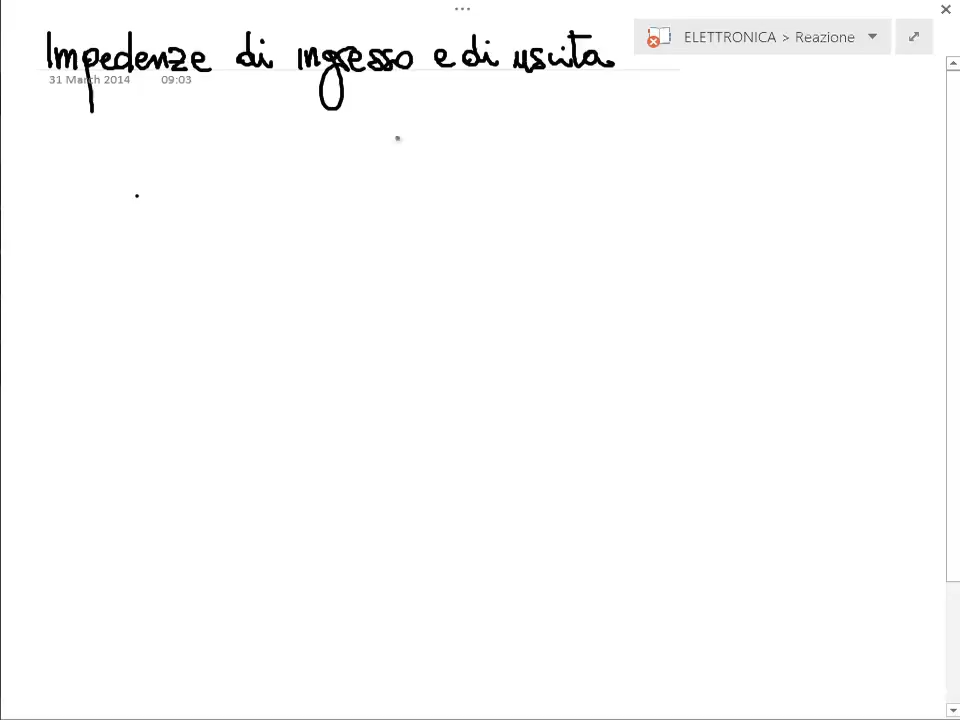 Impedenze di ingresso e di uscita
ELETTRONICA > Reazione
31 March 2014 09:03